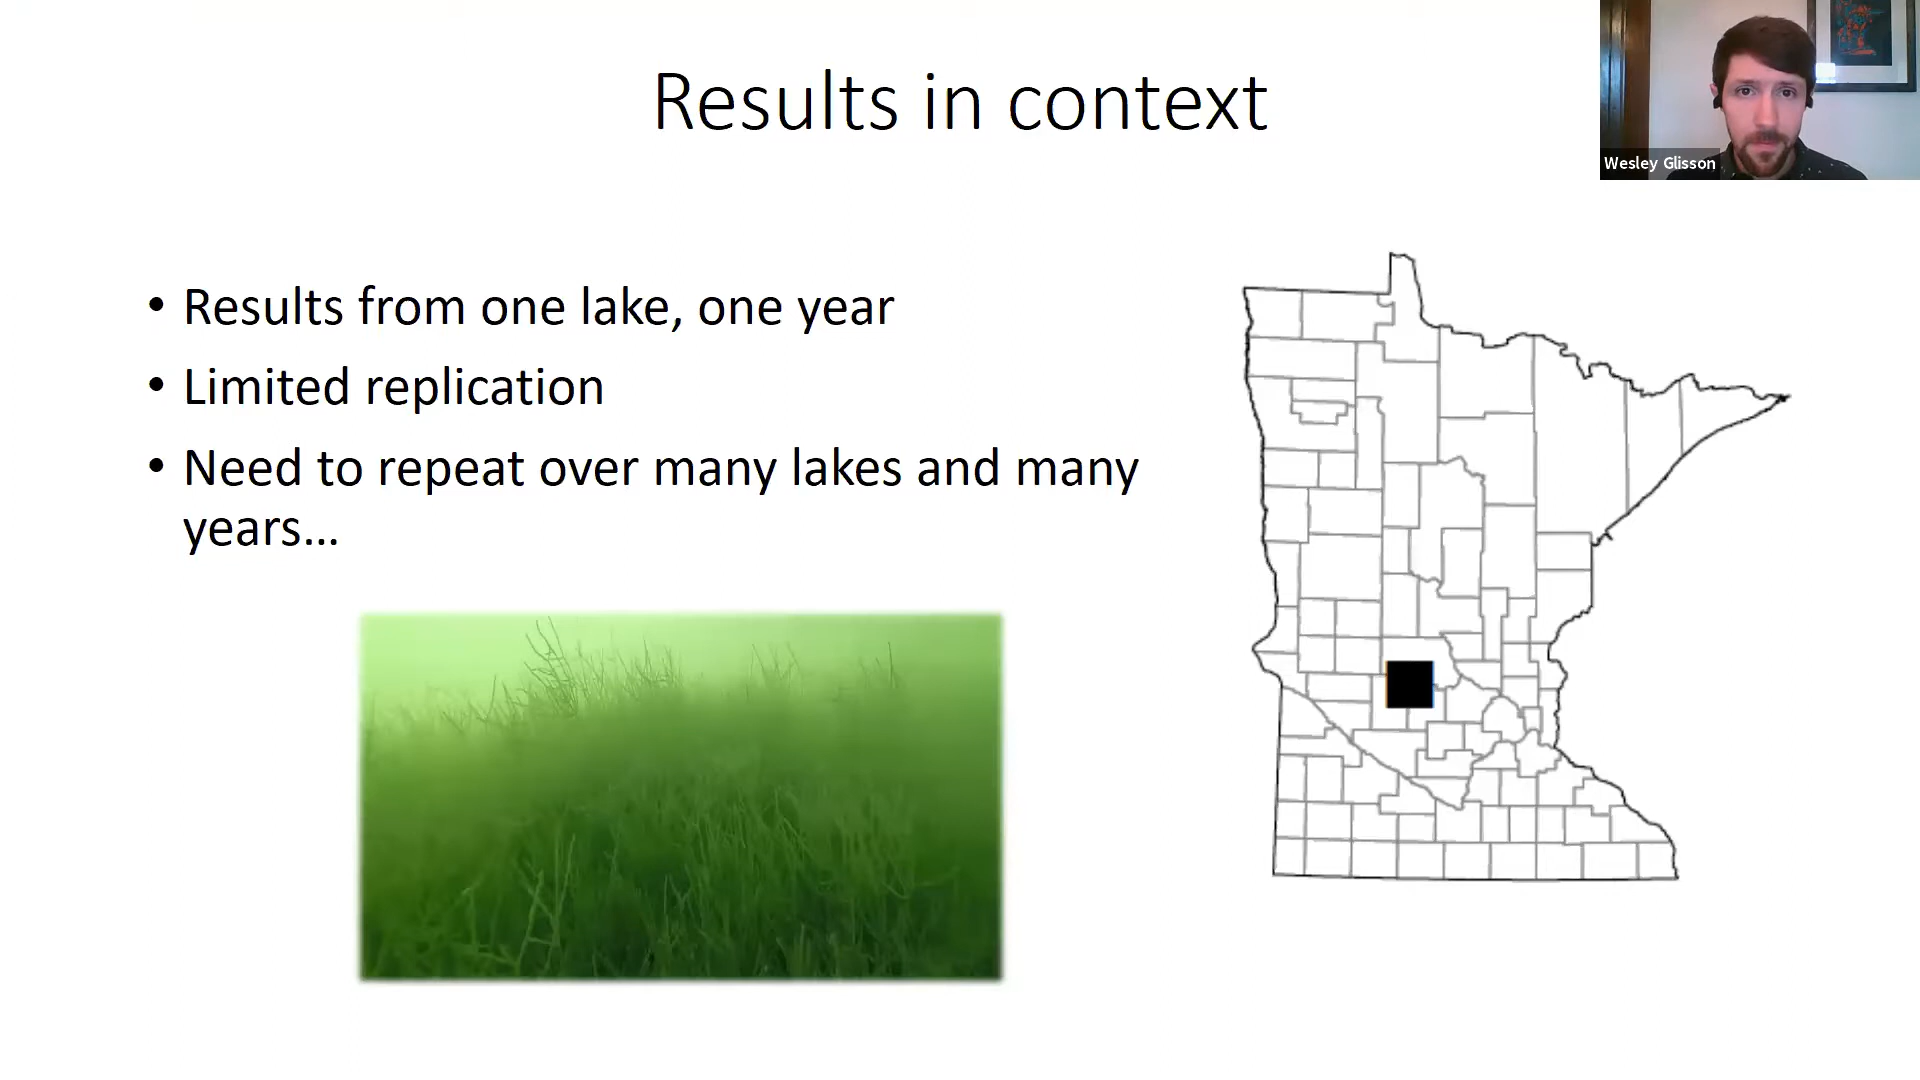 Results in context
Wesley Glisson
• Results from one lake, one year
• Limited replication
• Need to repeat over many lakes and many
years…